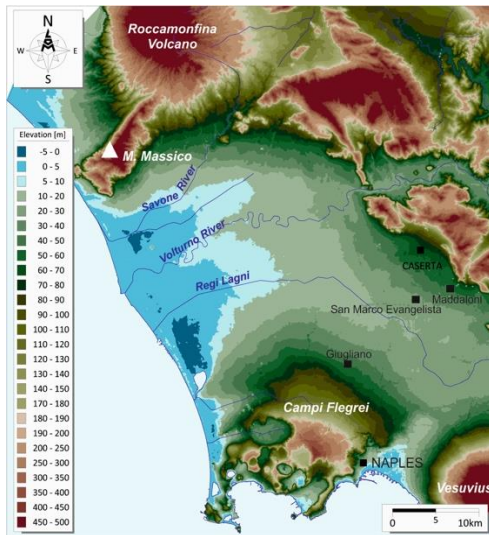 N
W
E
S
Roccamonfina
Volcano
Elevation [m]
-5 - 0
0 - 5
5 - 10
10 - 20
20 - 30
30 - 40
40 - 50
50 - 60
60 - 70
70 - 80
80 - 90
90 - 100
100 - 110
110 - 120
120 - 130
130 - 140
140 - 150
150 - 170
170 - 180
180 - 190
190 - 200
200 - 250
250 - 300
300 - 350
350 - 400
400 - 450
450 - 500
M. Massico
Savone River
Volturno River
Regi Lagni
CASERTA
Maddaloni
San Marco Evangelista
Giugliano
Campi Flegrei
NAPLES
Vesuvius
0 5 10km